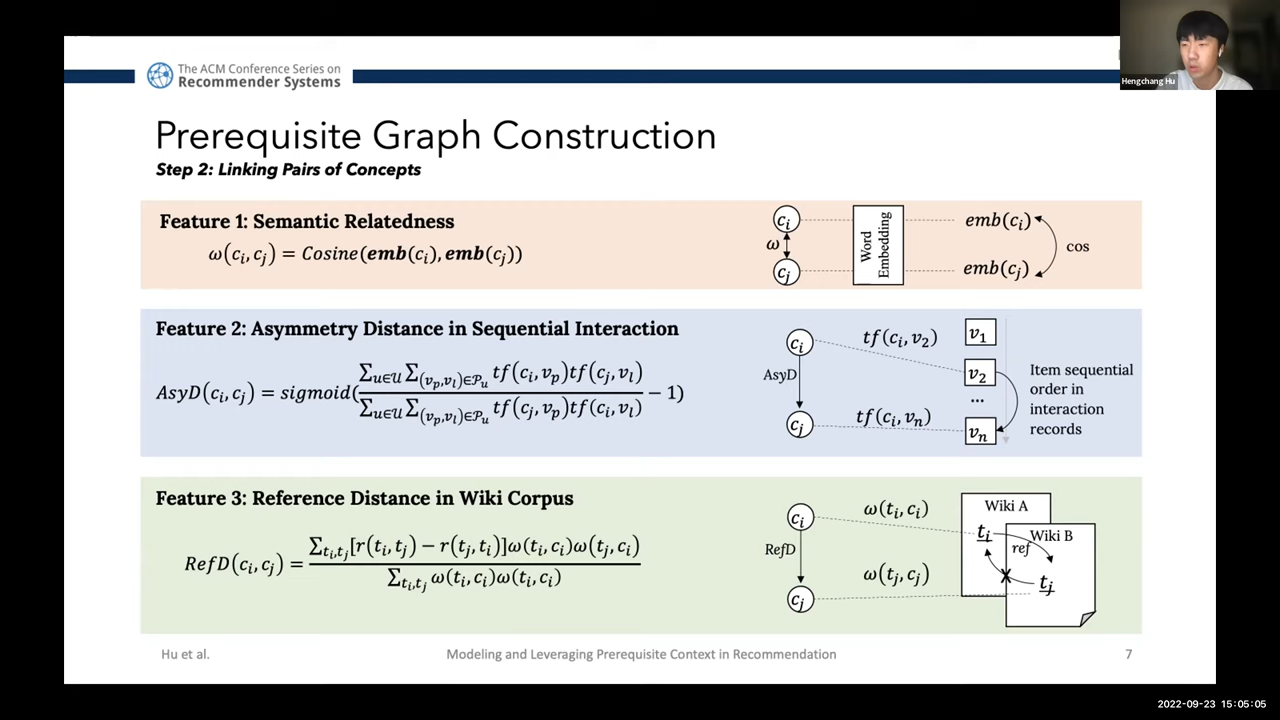 The ACM Conference Series on
Recommender Systems
Hengchang Hu
Prerequisite Graph Construction
Step 2: Linking Pairs of Concepts
Feature 1: Semantic Relatedness
ω(c_i, c_j) = Cosine(emb(c_i), emb(c_j))
c_i
ω
c_j
Word Embedding
emb(c_i)
emb(c_j)
cos
Feature 2: Asymmetry Distance in Sequential Interaction
AsyD(c_i, c_j) = sigmoid(∑_{u∈𝒰} ∑_{(v_p,v_l)∈𝒫_u} tf(c_i, v_p)tf(c_j, v_l) / ∑_{u∈𝒰} ∑_{(v_p,v_l)∈𝒫_u} tf(c_j, v_p)tf(c_i, v_l) − 1)
c_i
AsyD
c_j
tf(c_i, v_2)
tf(c_i, v_n)
v_1
v_2
...
v_n
Item sequential
order in
interaction
records
Feature 3: Reference Distance in Wiki Corpus
RefD(c_i, c_j) = ∑_{t_i,t_j}[r(t_i, t_j) − r(t_j, t_i)]ω(t_i, c_i)ω(t_j, c_i) / ∑_{t_i,t_j} ω(t_i, c_i)ω(t_i, c_i)
c_i
RefD
c_j
ω(t_i, c_i)
ω(t_j, c_j)
Wiki A
t_i
ref
Wiki B
t_j
X
Hu et al.
Modeling and Leveraging Prerequisite Context in Recommendation
7
2022-09-23 15:05:05